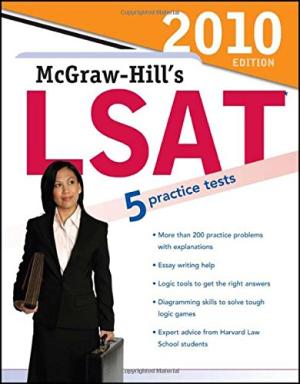 2010
EDITION
McGraw-Hill's
LSAT
5 practice tests
• More than 200 practice problems
with explanations
• Essay writing help
• Logic tools to get the right answers
• Diagramming skills to solve tough
logic games
• Expert advice from Harvard Law
School students